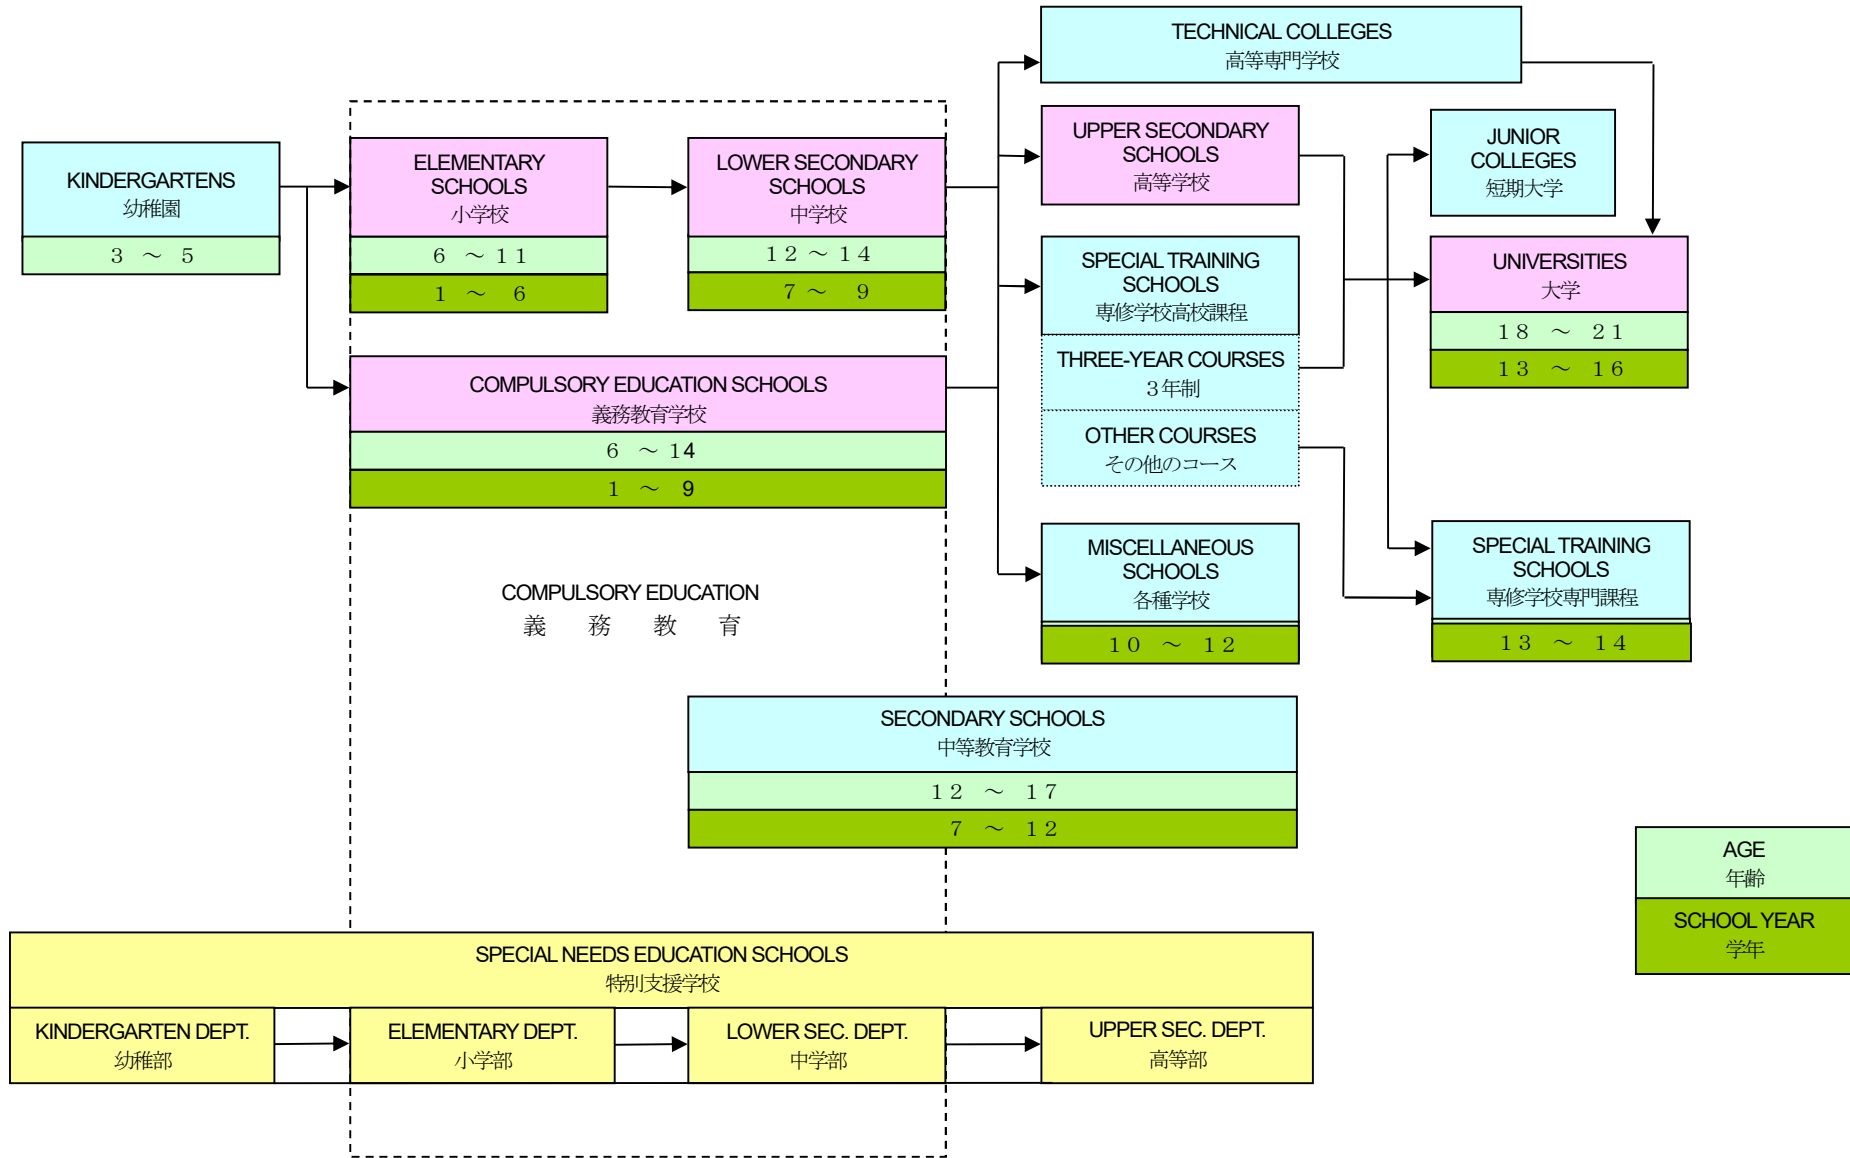 TECHNICAL COLLEGES
高等専門学校
KINDERGARTENS
幼稚園
3 ～ 5
ELEMENTARY
SCHOOLS
小学校
6 ～ 11
1 ～ 6
LOWER SECONDARY
SCHOOLS
中学校
12 ～ 14
7 ～ 9
UPPER SECONDARY
SCHOOLS
高等学校
JUNIOR
COLLEGES
短期大学
SPECIAL TRAINING
SCHOOLS
専修学校高校課程
THREE-YEAR COURSES
３年制
OTHER COURSES
その他のコース
UNIVERSITIES
大学
18 ～ 21
13 ～ 16
COMPULSORY EDUCATION SCHOOLS
義務教育学校
6 ～ 14
1 ～ 9
COMPULSORY EDUCATION
義 務 教 育
MISCELLANEOUS
SCHOOLS
各種学校
10 ～ 12
SPECIAL TRAINING
SCHOOLS
専修学校専門課程
13 ～ 14
SECONDARY SCHOOLS
中等教育学校
12 ～ 17
7 ～ 12
AGE
年齢
SCHOOL YEAR
学年
SPECIAL NEEDS EDUCATION SCHOOLS
特別支援学校
KINDERGARTEN DEPT.
幼稚部
ELEMENTARY DEPT.
小学部
LOWER SEC. DEPT.
中学部
UPPER SEC. DEPT.
高等部